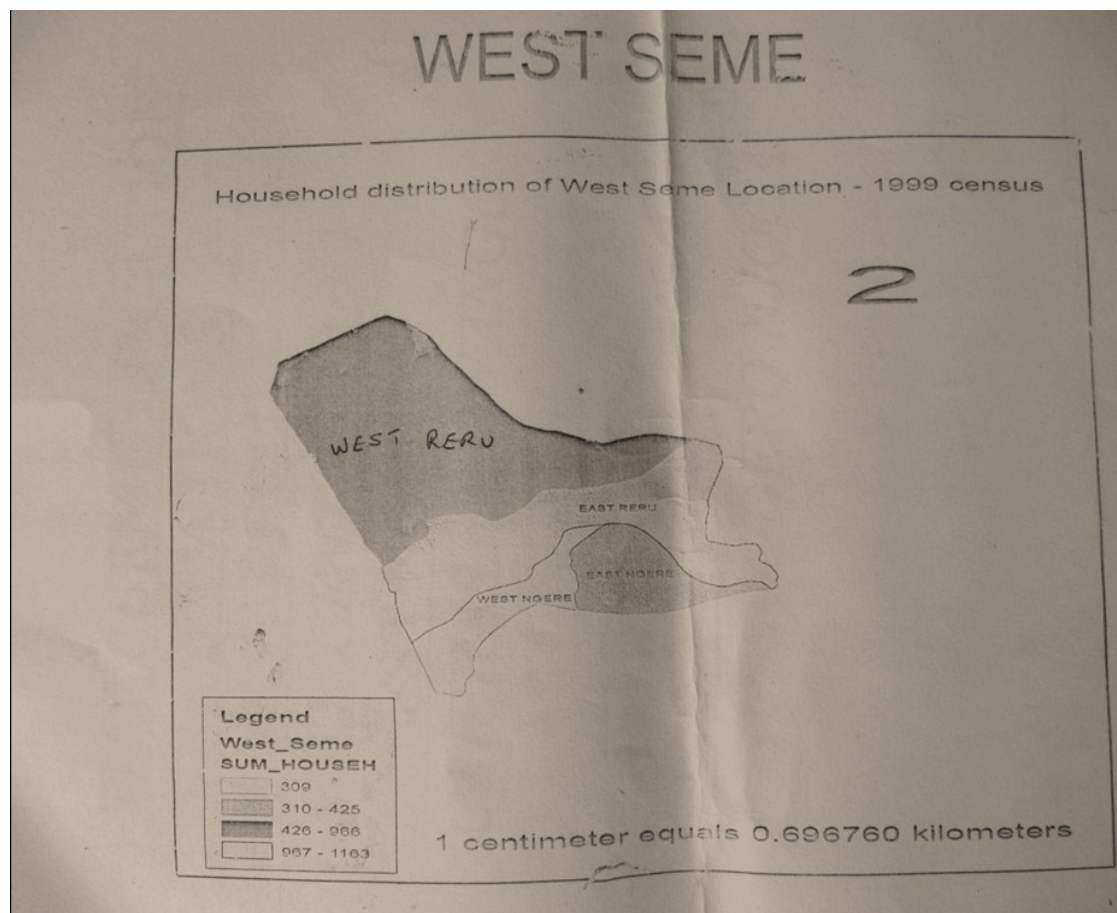 WEST SEME
Household distribution of West Seme Location - 1999 census
2
WEST RERU
EAST RERU
EAST NGERE
WEST NGERE
Legend
West_Seme
SUM_HOUSEH
309
310 - 425
426 - 966
967 - 1163
1 centimeter equals 0.696760 kilometers